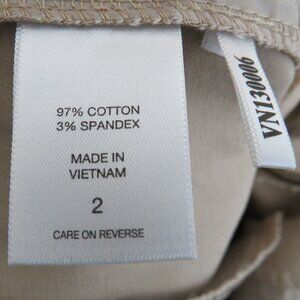 97% COTTON
3% SPANDEX
MADE IN
VIETNAM
2
CARE ON REVERSE
VN130006